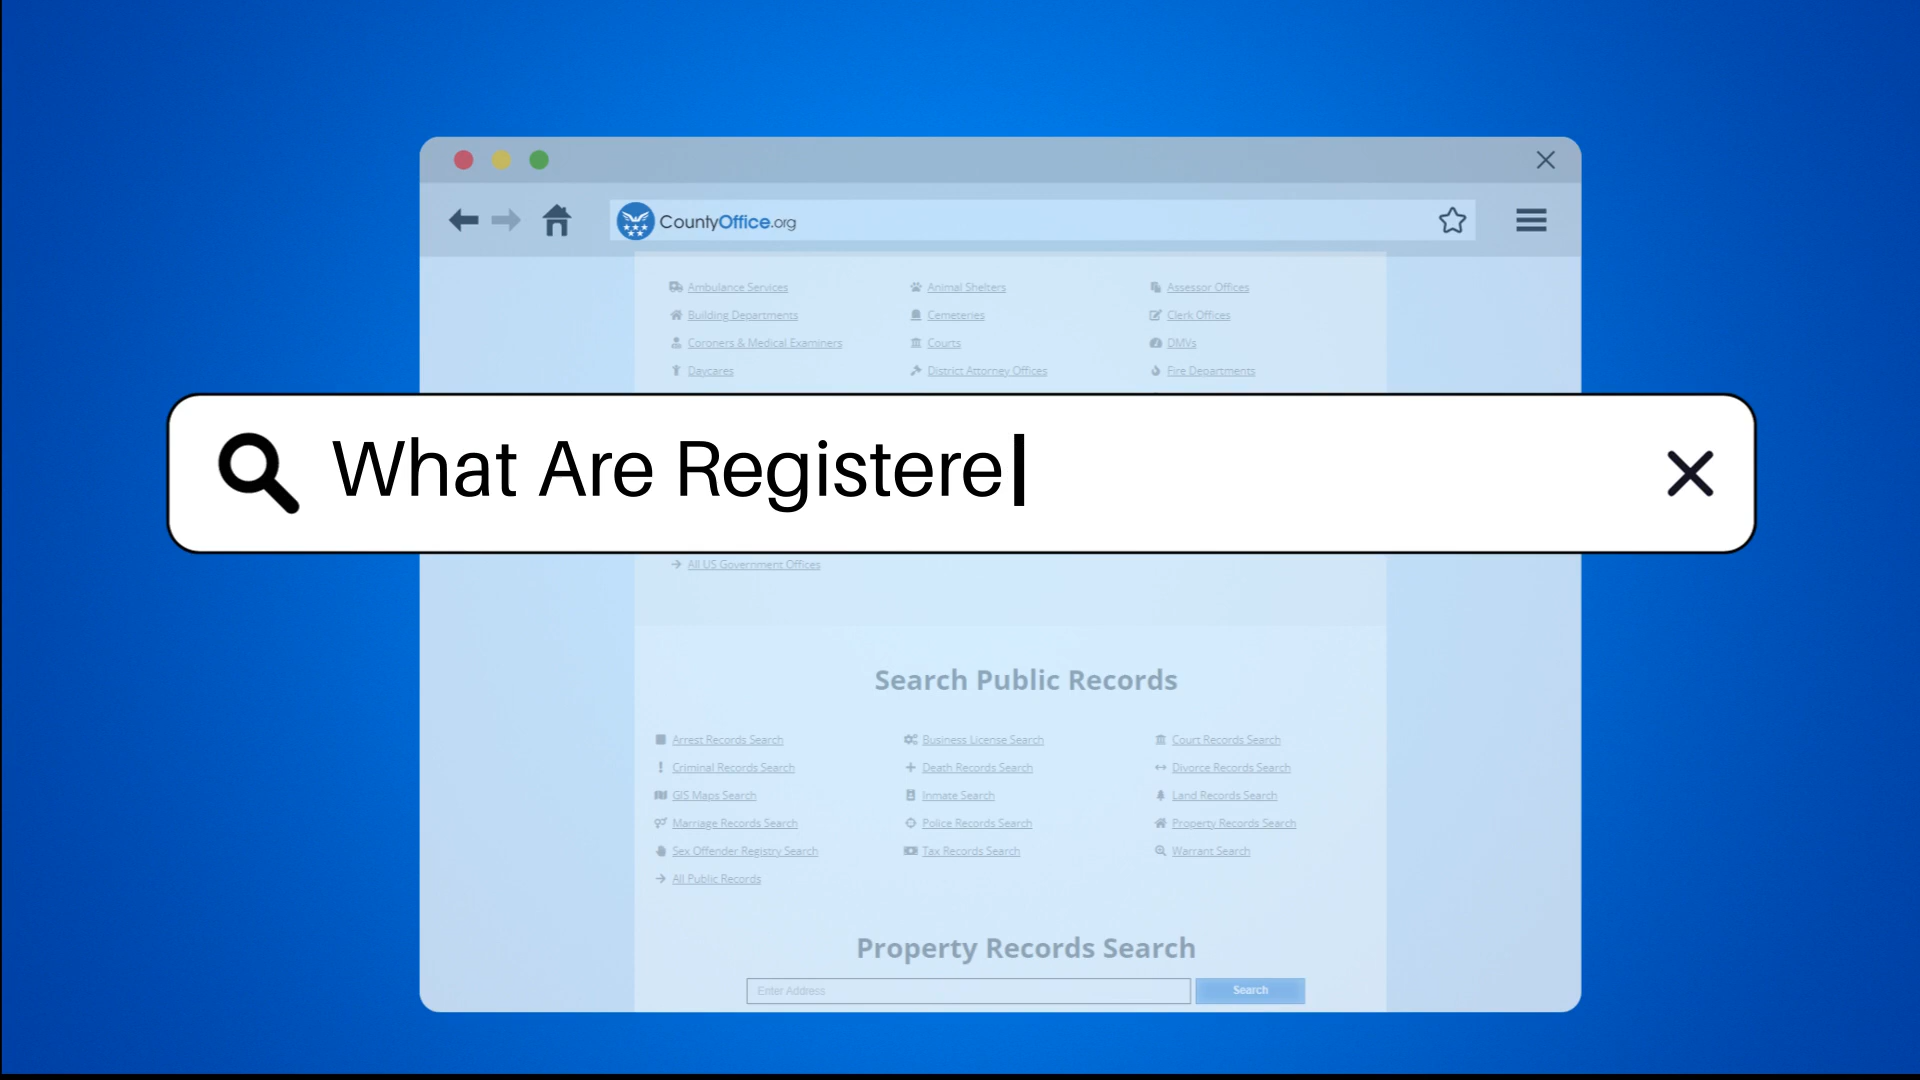 CountyOffice.org
Ambulance Services Animal Shelters Assessor Offices
Building Departments Cemeteries Clerk Offices
Coroners & Medical Examiners Courts DMVs
Daycares District Attorney Offices Fire Departments
What Are Registere
All US Government Offices
Search Public Records
Arrest Records Search Business License Search Court Records Search
Criminal Records Search Death Records Search Divorce Records Search
GIS Maps Search Inmate Search Land Records Search
Marriage Records Search Police Records Search Property Records Search
Sex Offender Registry Search Tax Records Search Warrant Search
All Public Records
Property Records Search
Enter Address Search